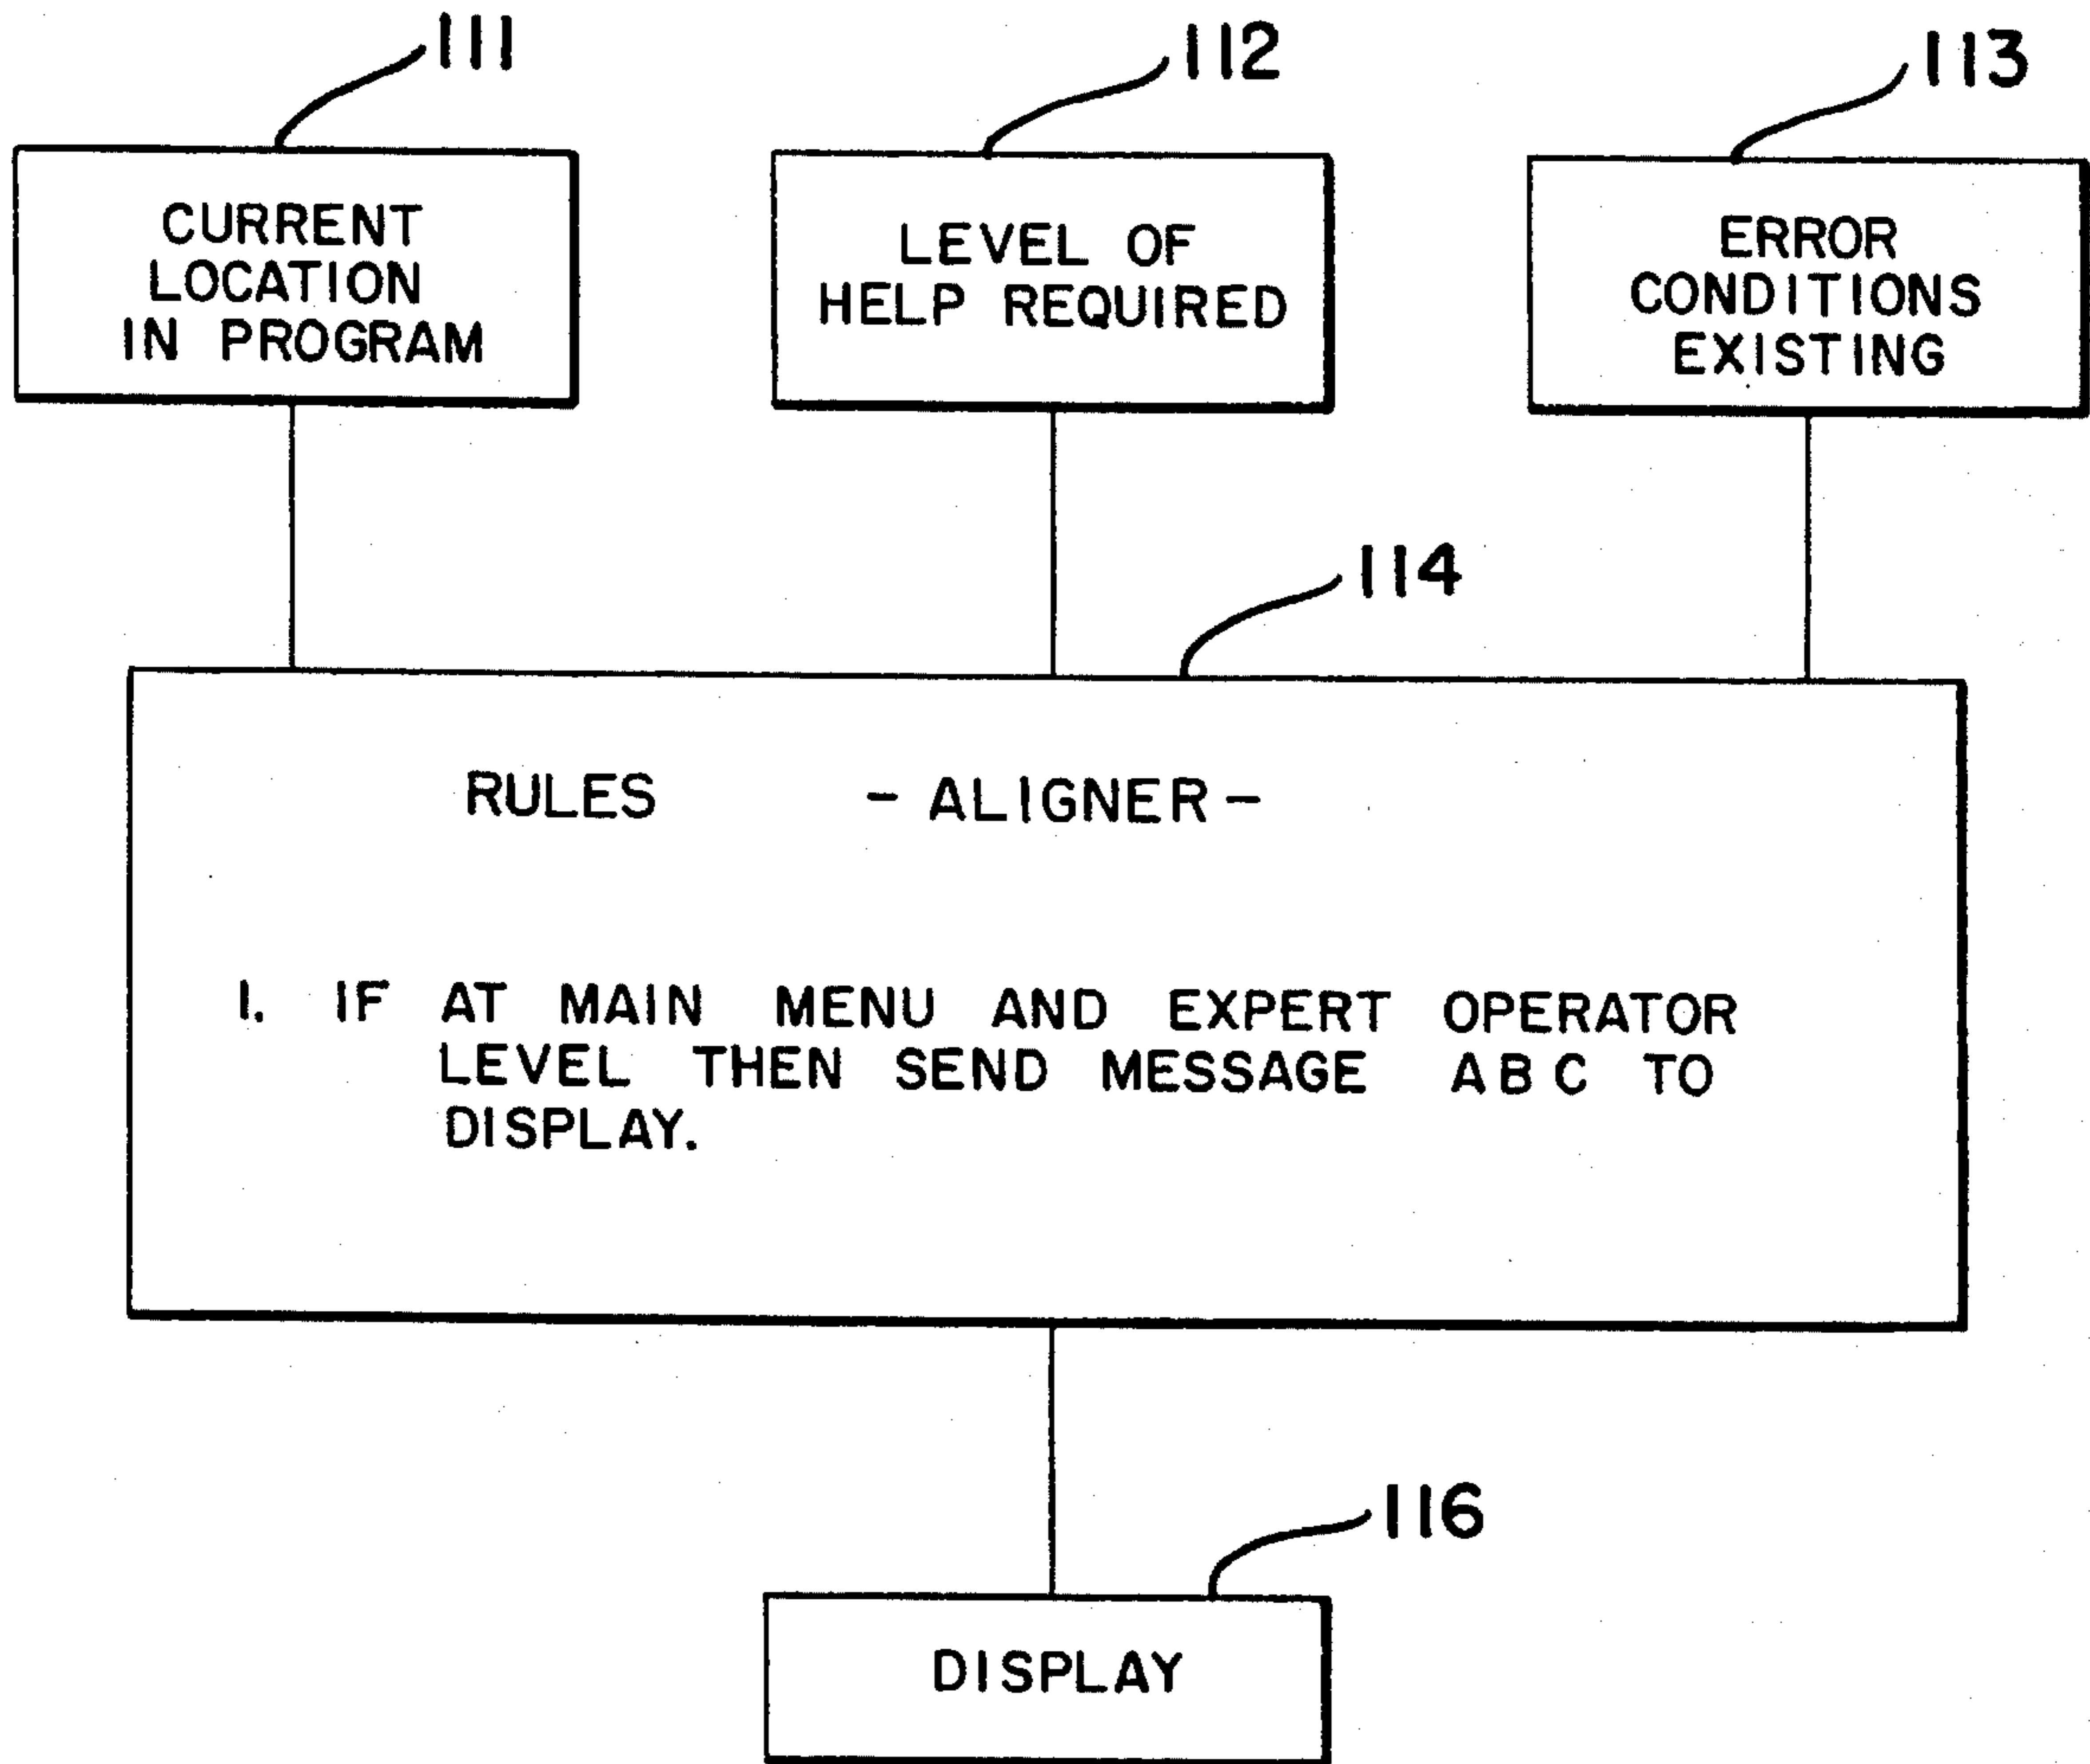 111
112
113
CURRENT
LOCATION
IN PROGRAM
LEVEL OF
HELP REQUIRED
ERROR
CONDITIONS
EXISTING
114
RULES - ALIGNER -
1. IF AT MAIN MENU AND EXPERT OPERATOR
LEVEL THEN SEND MESSAGE ABC TO
DISPLAY.
116
DISPLAY